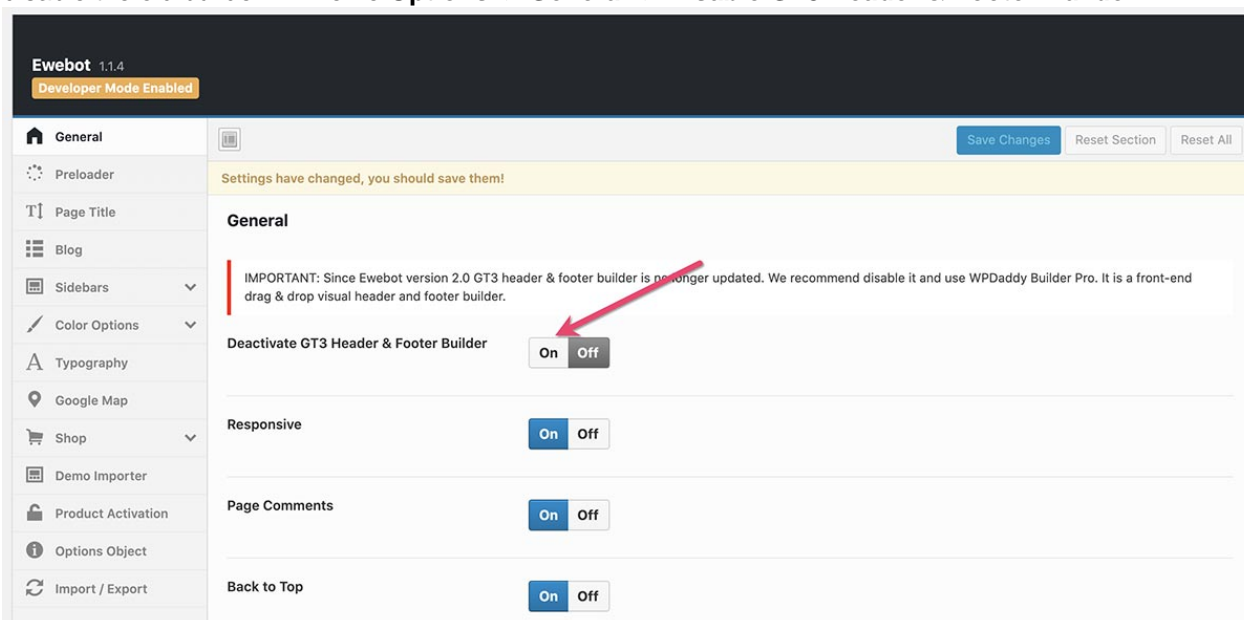 Ewebot 1.1.4
Developer Mode Enabled
General
Preloader
Page Title
Blog
Sidebars
Color Options
Typography
Google Map
Shop
Demo Importer
Product Activation
Options Object
Import / Export
Save Changes Reset Section Reset All
Settings have changed, you should save them!
General
IMPORTANT: Since Ewebot version 2.0 GT3 header & footer builder is no longer updated. We recommend disable it and use WPDaddy Builder Pro. It is a front-end
drag & drop visual header and footer builder.
Deactivate GT3 Header & Footer Builder On Off
Responsive On Off
Page Comments On Off
Back to Top On Off